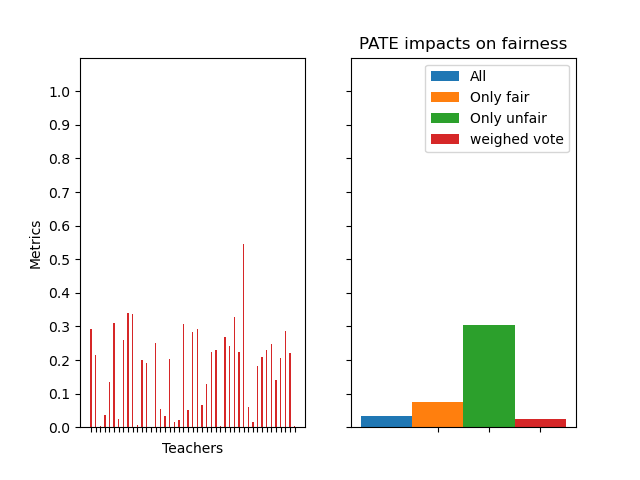 PATE impacts on fairness
1.0
0.9
0.8
0.7
0.6
0.5
0.4
0.3
0.2
0.1
0.0
Metrics
Teachers
All
Only fair
Only unfair
weighed vote